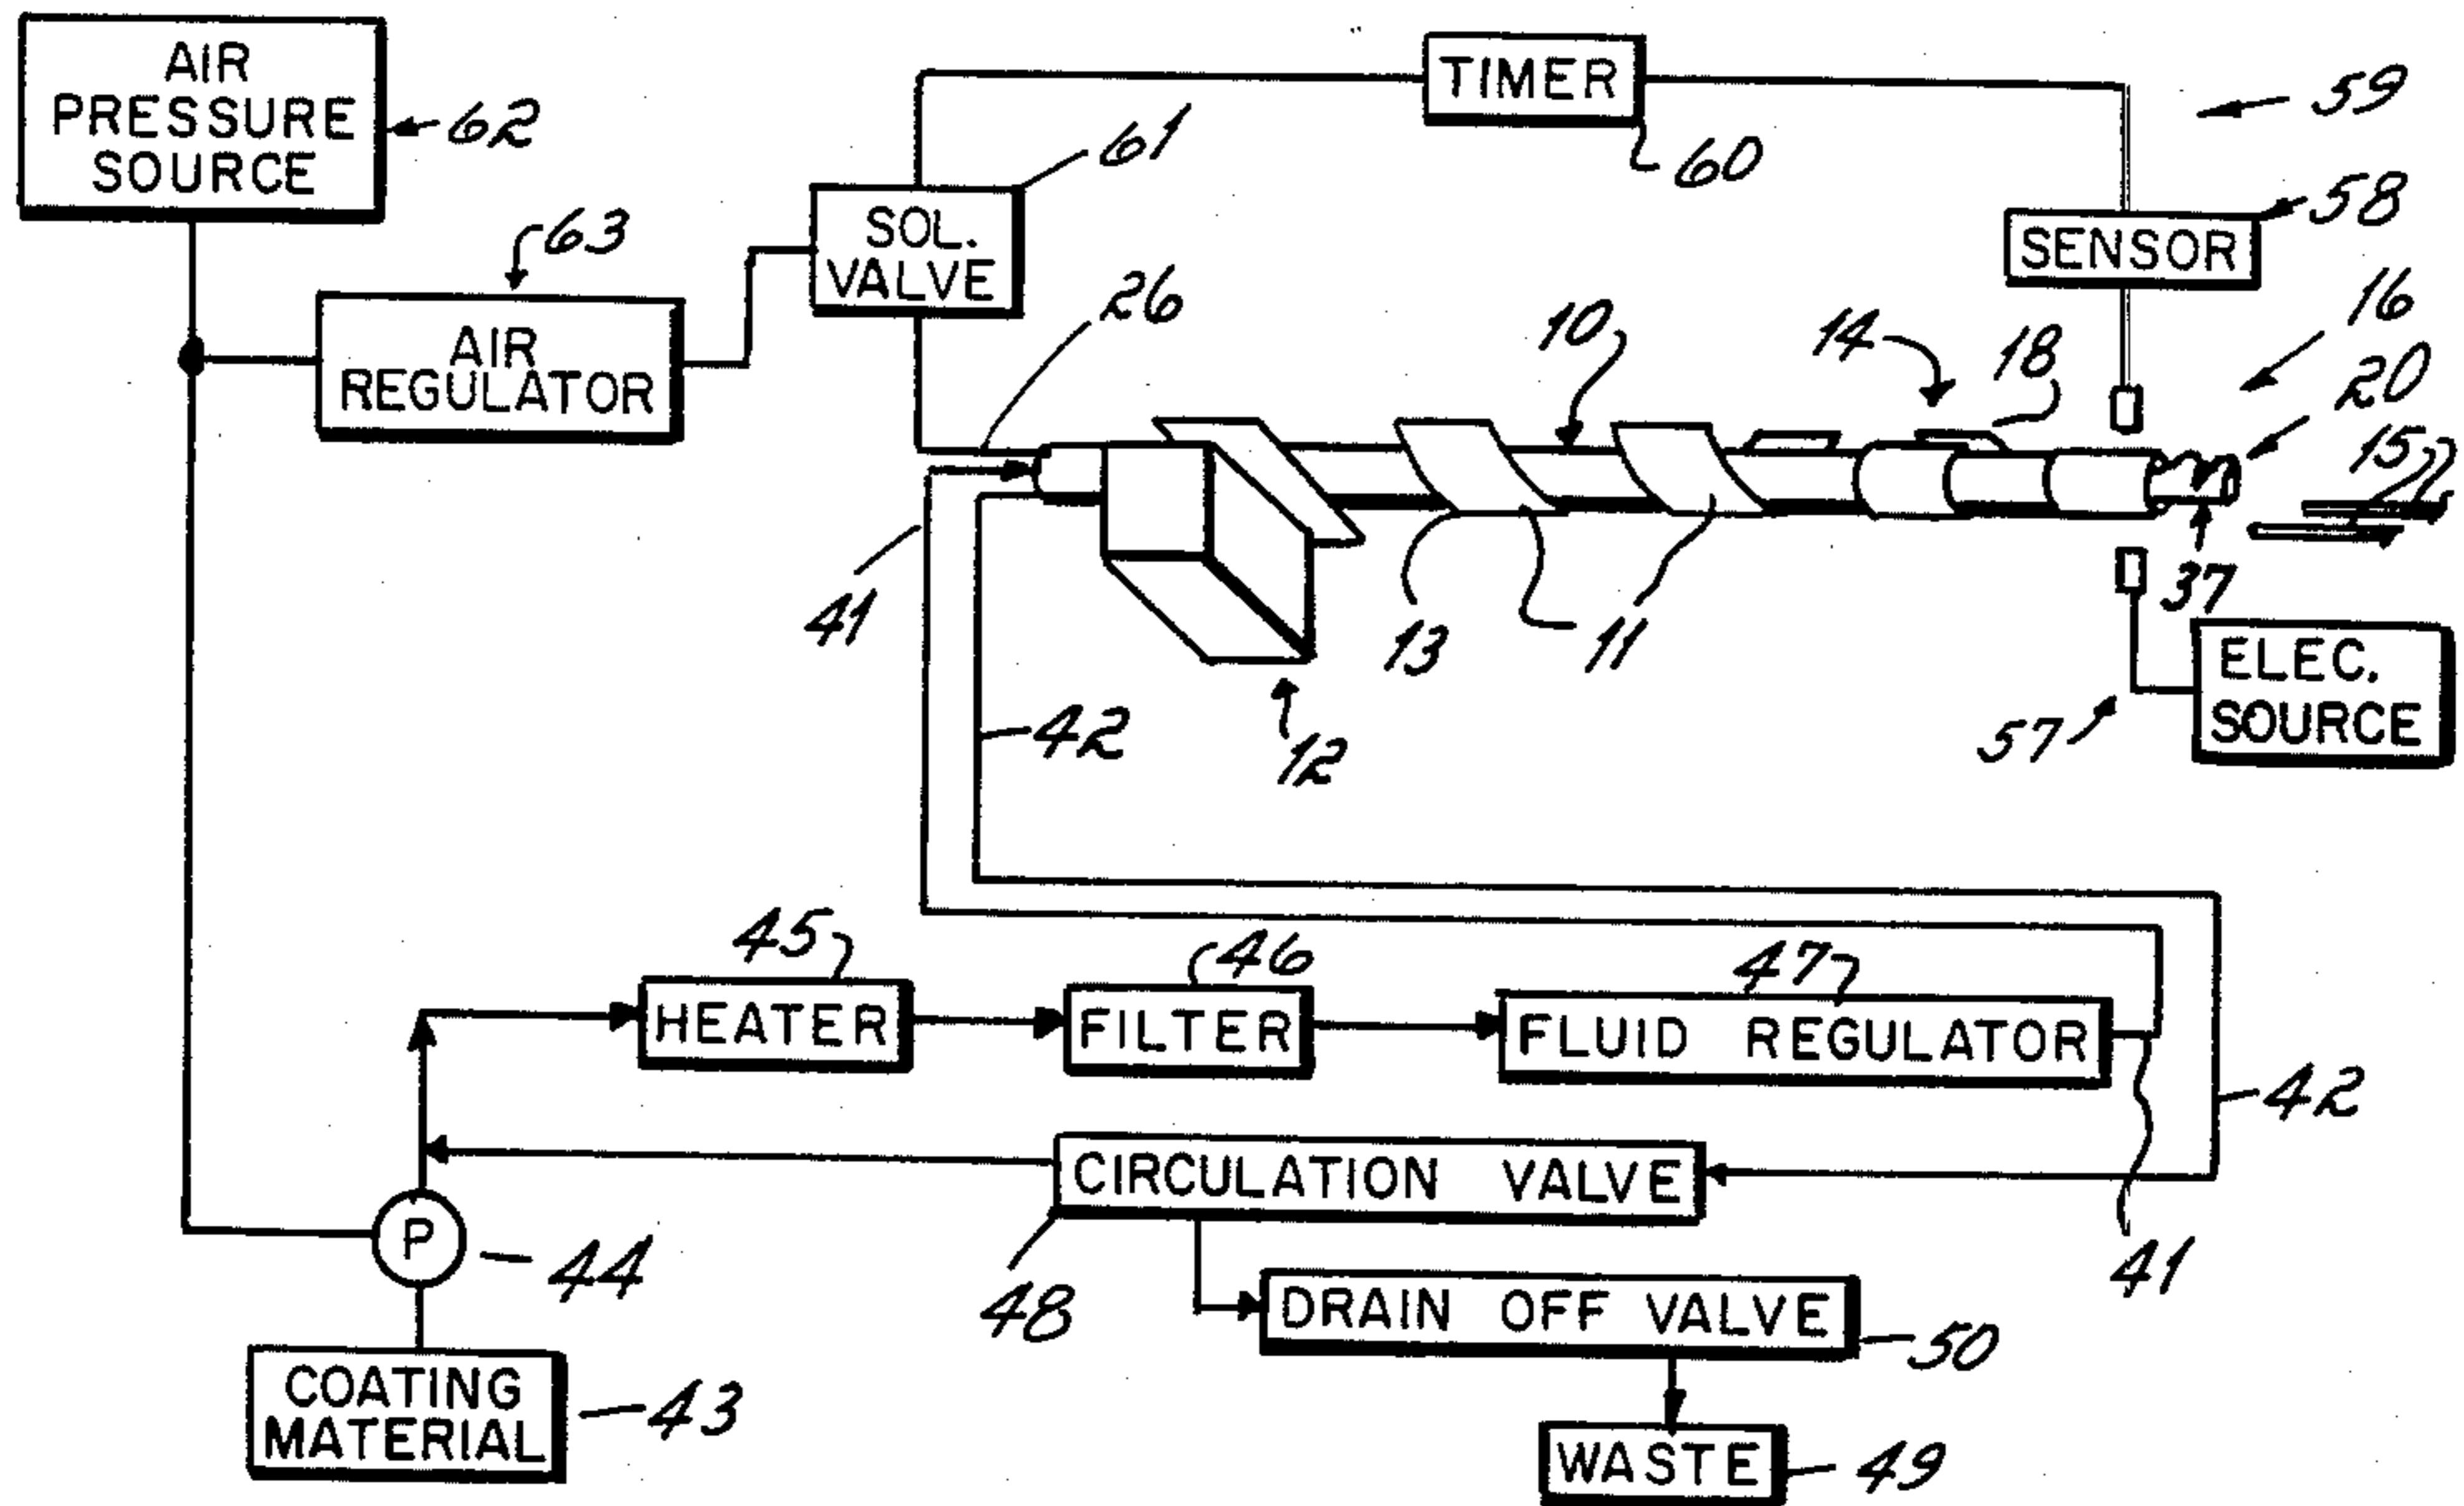 AIR
PRESSURE
SOURCE
62
TIMER
60
59
61
SOL.
VALVE
SENSOR
58
63
AIR
REGULATOR
26
10
14
18
16
20
15
41
42
12
13
11
37
57
ELEC.
SOURCE
45
HEATER
46
FILTER
47
FLUID REGULATOR
42
41
CIRCULATION VALVE
48
P
44
DRAIN OFF VALVE
50
COATING
MATERIAL
43
WASTE
49